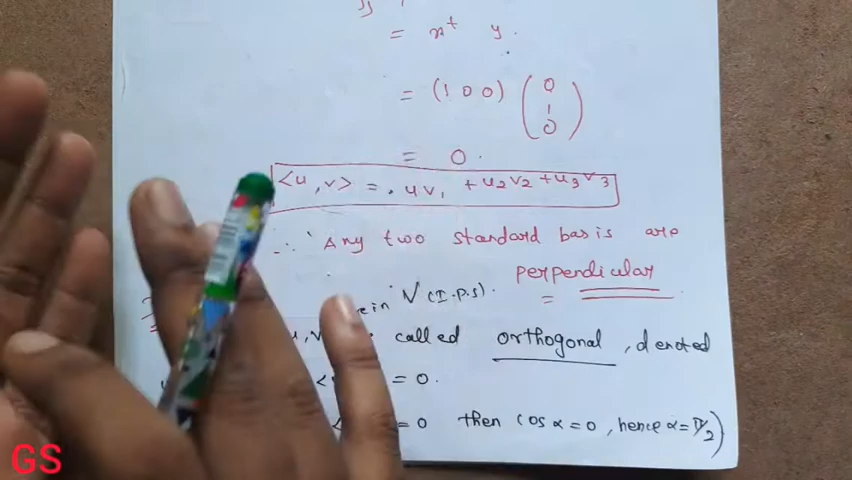 = x^t y.
= (1 0 0) (0 1 0)
= 0.
<u, v> = . uv₁ + u₂v₂ + u₃v₃
∴ Any two standard basis are
perpendicular
in V (I.P.S).
u, v called orthogonal, denoted
= 0.
= 0 then cos α = 0, hence α = π/2)
GS